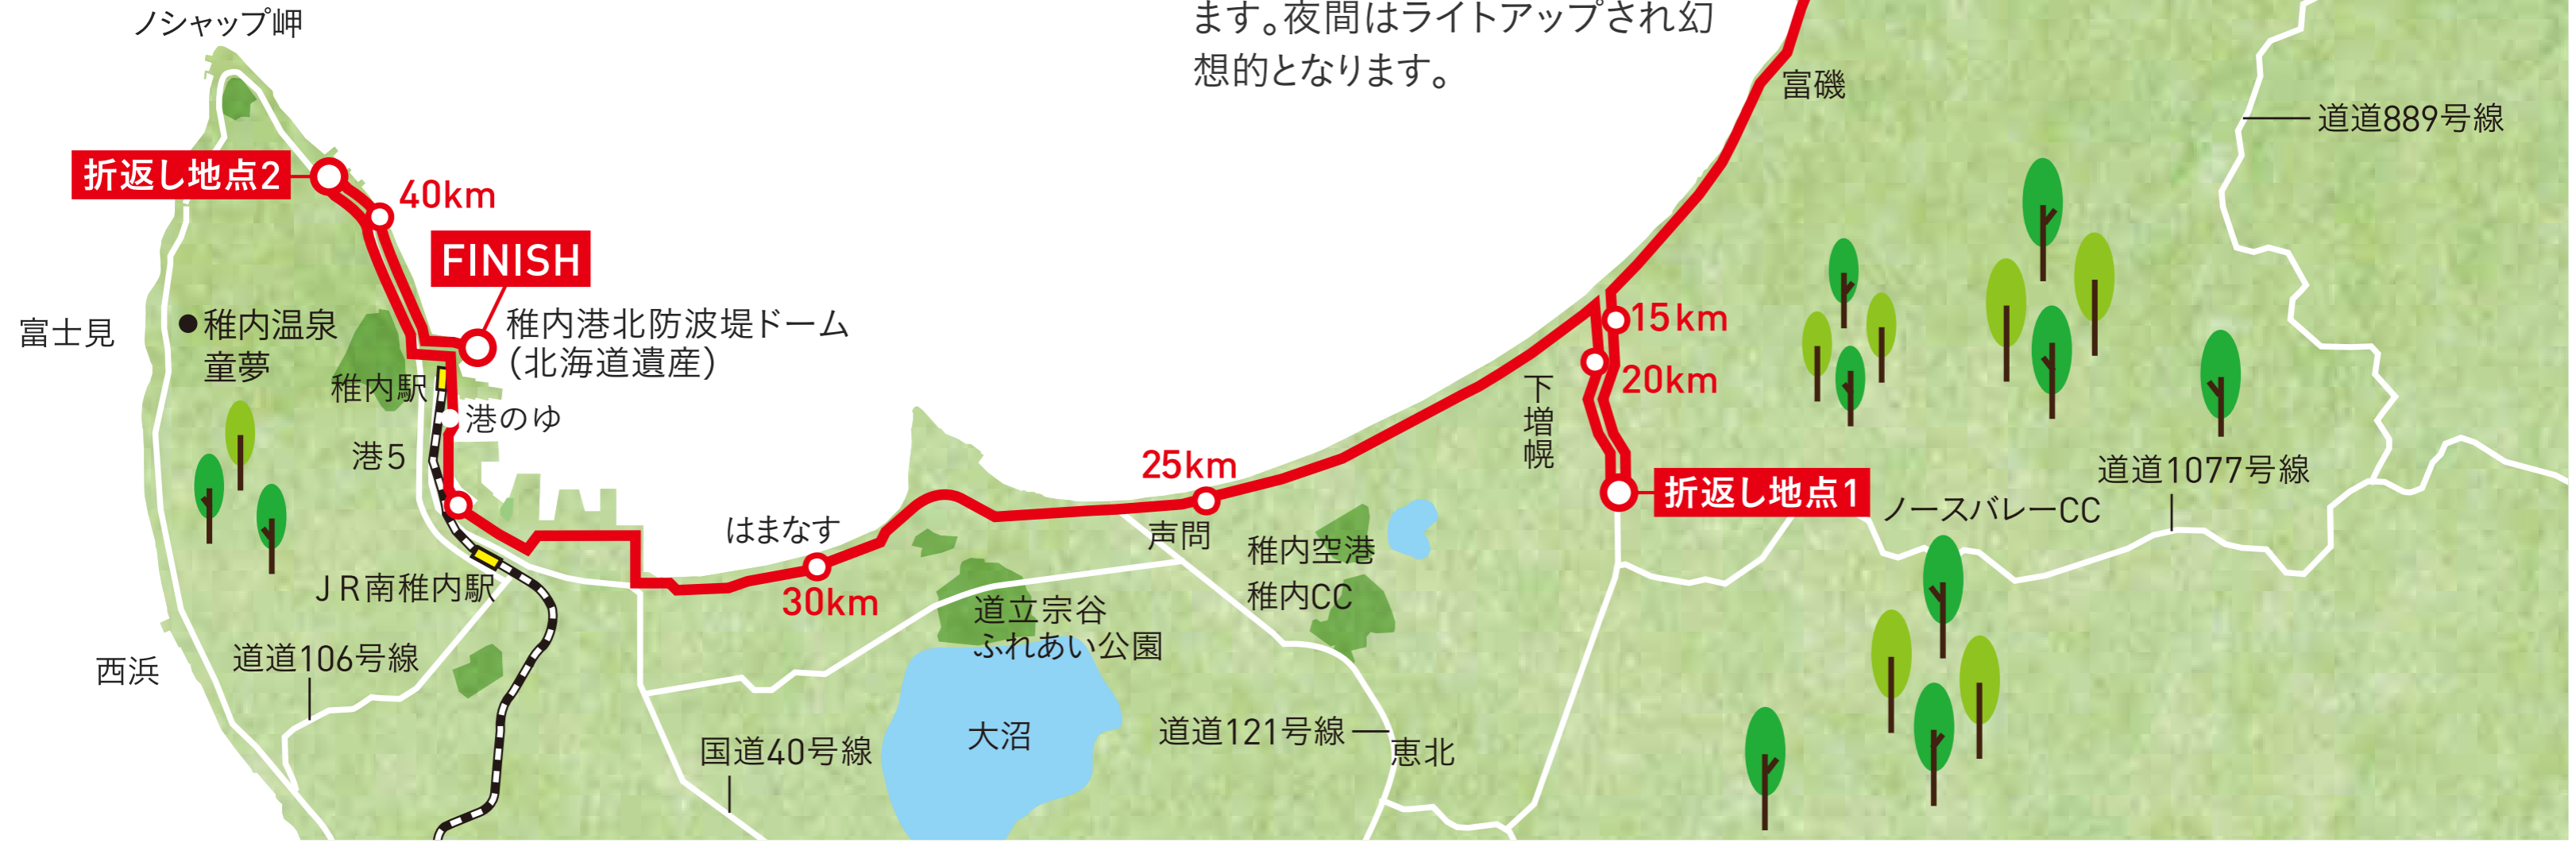 ノシャップ岬
ます。夜間はライトアップされ幻
想的となります。
富磯
道道889号線
折返し地点2
40km
FINISH
稚内港北防波堤ドーム
（北海道遺産）
富士見
稚内温泉
童夢
稚内駅
港のゆ
港5
15km
20km
下増幌
25km
折返し地点1
道道1077号線
ノースバレーCC
はまなす
声問
稚内空港
稚内CC
30km
JR南稚内駅
道立宗谷
ふれあい公園
西浜
道道106号線
国道40号線
大沼
道道121号線
恵北